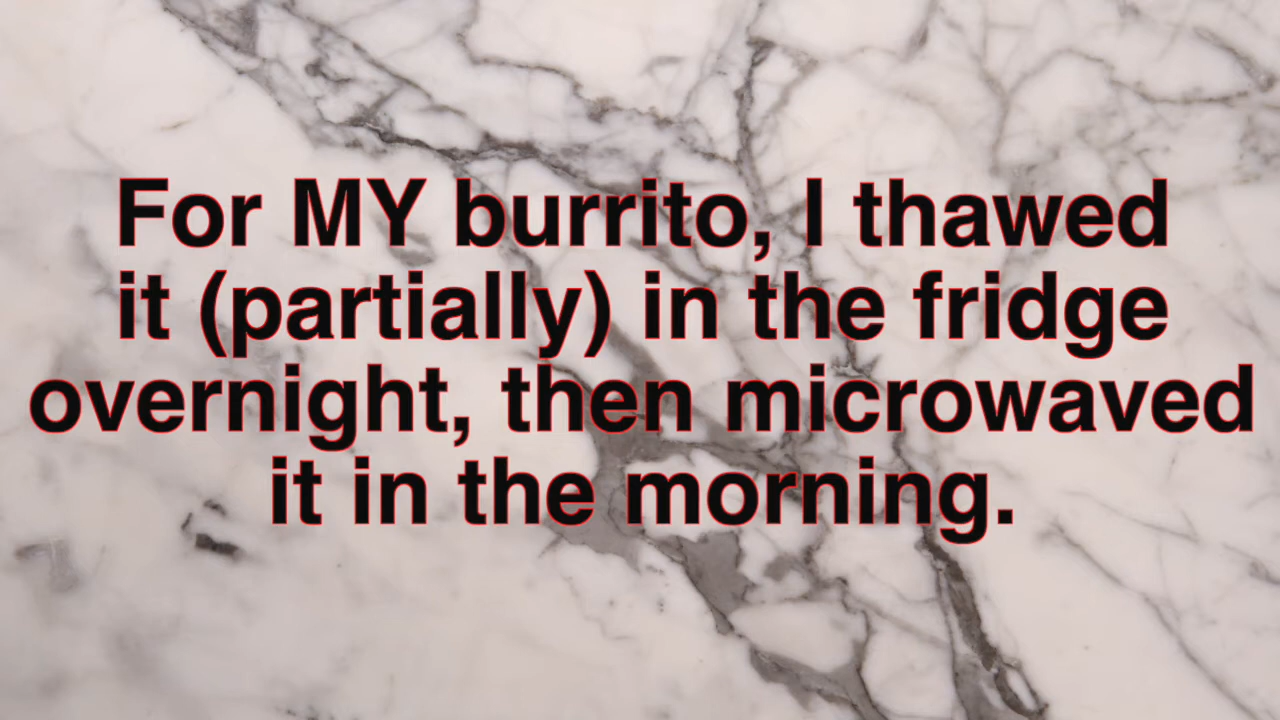 For MY burrito, I thawed
it (partially) in the fridge
overnight, then microwaved
it in the morning.